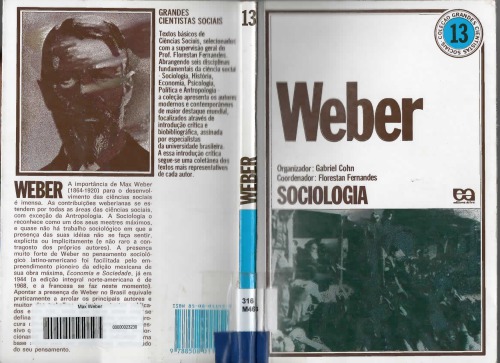 GRANDES
CIENTISTAS SOCIAIS
Textos básicos de
Ciências Sociais, selecionados
com a supervisão geral do
Prof. Florestan Fernandes.
Abrangendo seis disciplinas
fundamentais da ciência social
- Sociologia, História,
Economia, Psicologia,
Política e Antropologia -
a coleção apresenta os autores
modernos e contemporâneos
de maior destaque mundial,
focalizados através de
introdução crítica e
biobibliográfica, assinada
por especialistas
da universidade brasileira.
A essa introdução crítica
segue-se uma coletânea dos
textos mais representativos
de cada autor.
WEBER A importância de Max Weber
(1864-1920) para o desenvol-
vimento das ciências sociais
é imensa. As contribuições weberianas se es-
tendem por todas as áreas das ciências sociais,
com exceção da Antropologia. A Sociologia o
reconhece como um dos seus mestres máximos,
e quase não há trabalho sociológico em que a
presença das suas idéias não se faça sentir,
explícita ou implicitamente (e não raro a con-
tragosto dos próprios autores). A presença
muito forte de Weber no pensamento socioló-
gico latino-americano foi facilitada pelo em-
preendimento pioneiro da edição mexicana de
sua obra máxima, Economia e Sociedade, já em
1944 (a edição integral norte-americana é de
1968, e a francesa se faz neste momento).
Apontar a presença de Weber no Brasil equivale
praticamente a arrolar os principais autores e
Max Weber
do seu pensamento.
13
WEBER
316
COLEÇÃO GRANDES CIENTISTAS SOCIAIS
13
Weber
Organizador: Gabriel Cohn
Coordenador: Florestan Fernandes
SOCIOLOGIA